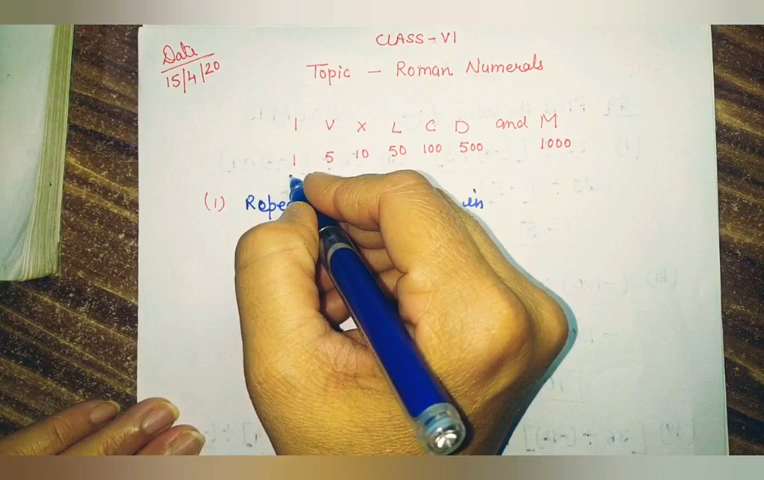 CLASS - VI
Date
15/4/20
Topic - Roman Numerals
I V X L C D and M
1 5 10 50 100 500 1000
(1)